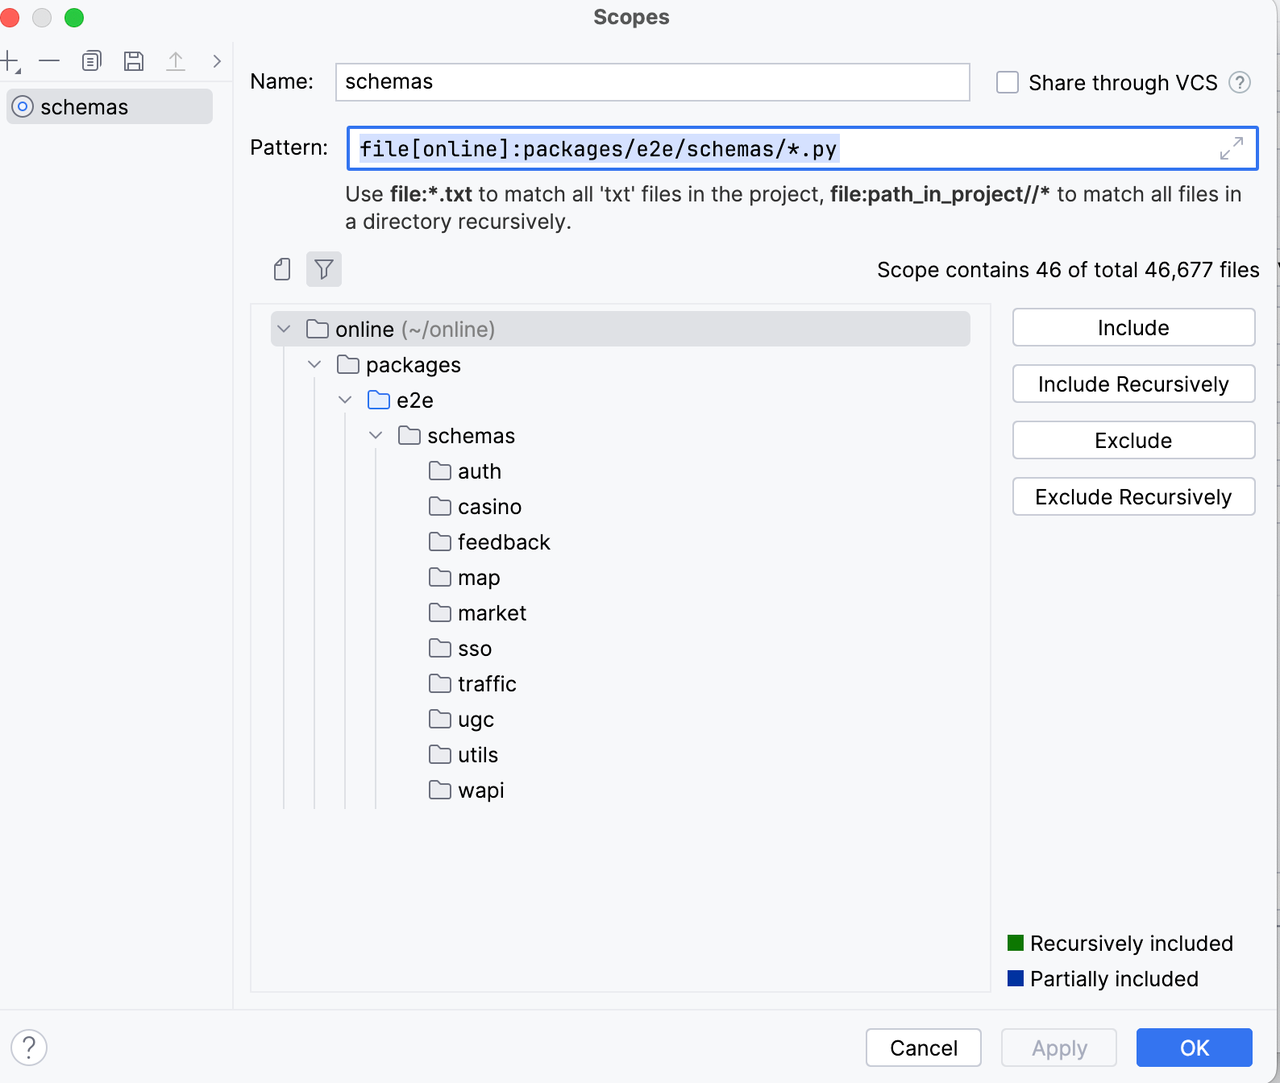 Scopes
schemas
Name: schemas
Share through VCS ?
Pattern: file[online]:packages/e2e/schemas/*.py
Use file:*.txt to match all 'txt' files in the project, file:path_in_project//* to match all files in
a directory recursively.
Scope contains 46 of total 46,677 files
online (~/online)
packages
e2e
schemas
auth
casino
feedback
map
market
sso
traffic
ugc
utils
wapi
Include
Include Recursively
Exclude
Exclude Recursively
Recursively included
Partially included
?
Cancel
Apply
OK